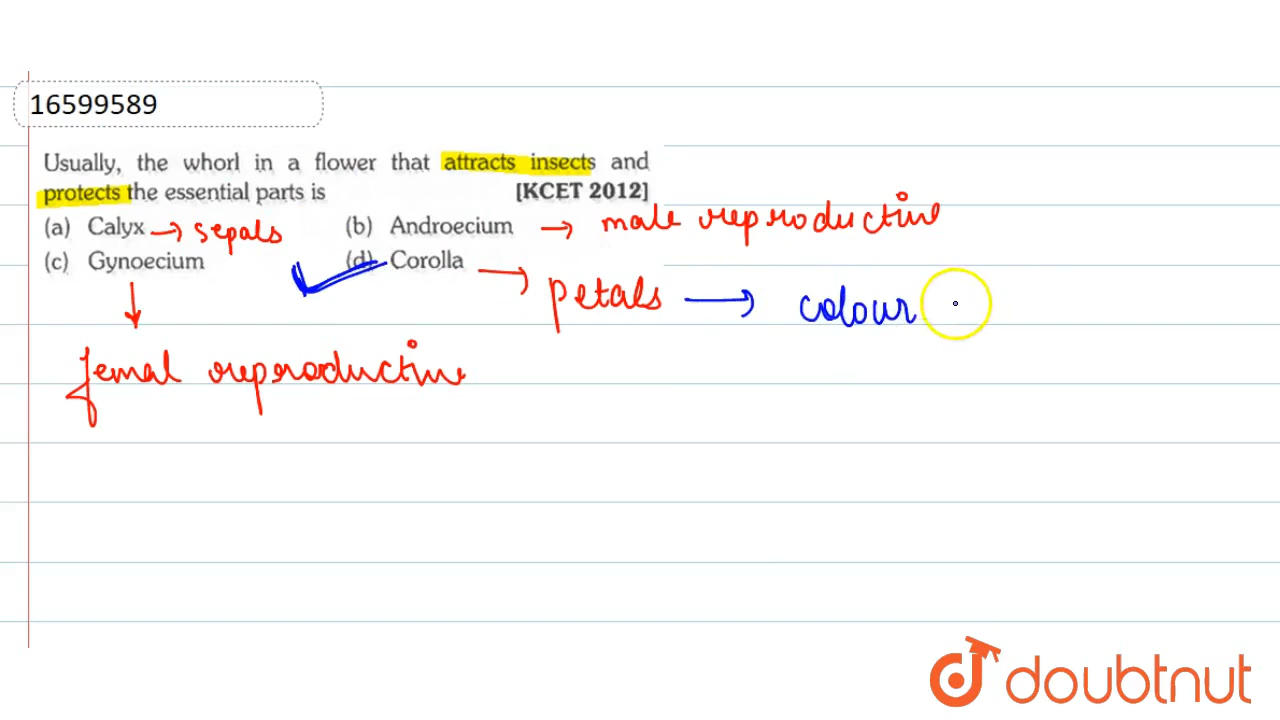 16599589
Usually, the whorl in a flower that attracts insects and
protects the essential parts is [KCET 2012]
(a) Calyx → sepals (b) Androecium → male reproductive
(c) Gynoecium (d) Corolla → petals → colour
femal reproductive
doubtnut